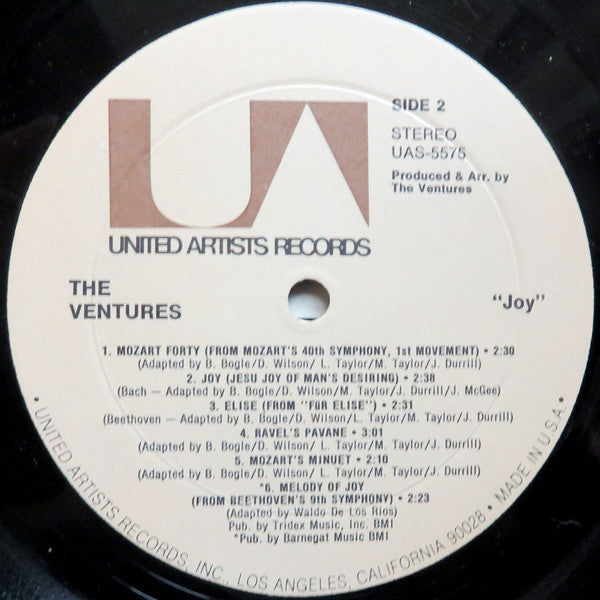 SIDE 2
STEREO
UAS-5575
Produced & Arr. by
The Ventures
UA
UNITED ARTISTS RECORDS
THE
VENTURES
"Joy"
1. MOZART FORTY (FROM MOZART'S 40th SYMPHONY, 1st MOVEMENT) • 2:30
(Adapted by B. Bogle/D. Wilson/ L. Taylor/M. Taylor/J. Durrill)
2. JOY (JESU JOY OF MAN'S DESIRING) • 2:38
(Bach — Adapted by B. Bogle/D. Wilson/M. Taylor/J. Durrill/J. McGee)
3. ELISE (FROM "FÜR ELISE") • 2:31
(Beethoven — Adapted by B. Bogle/D. Wilson/L. Taylor/M. Taylor/J. Durrill)
4. RAVEL'S PAVANE • 3:01
(Adapted by B. Bogle/D. Wilson/ L. Taylor/M. Taylor/J. Durrill)
5. MOZART'S MINUET • 2:10
(Adapted by B. Bogle/D. Wilson/ L. Taylor/M. Taylor/J. Durrill)
*6. MELODY OF JOY
(FROM BEETHOVEN'S 9th SYMPHONY) • 2:23
(Adapted by Waldo De Los Rios)
Pub. by Tridex Music, Inc. BMI
*Pub. by Barnegat Music BMI
• UNITED ARTISTS RECORDS, INC., LOS ANGELES, CALIFORNIA 90028 • MADE IN U.S.A. •